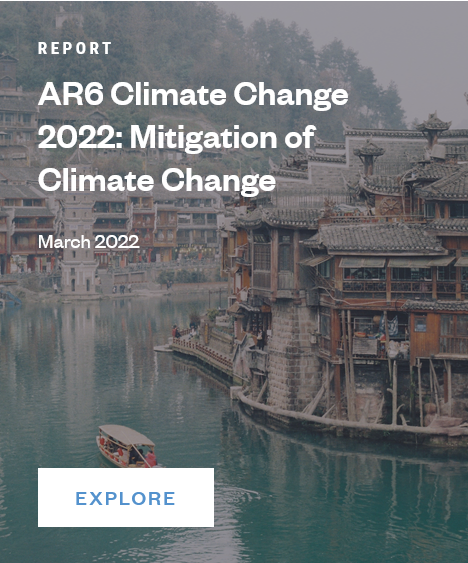 REPORT
AR6 Climate Change
2022: Mitigation of
Climate Change
March 2022
EXPLORE